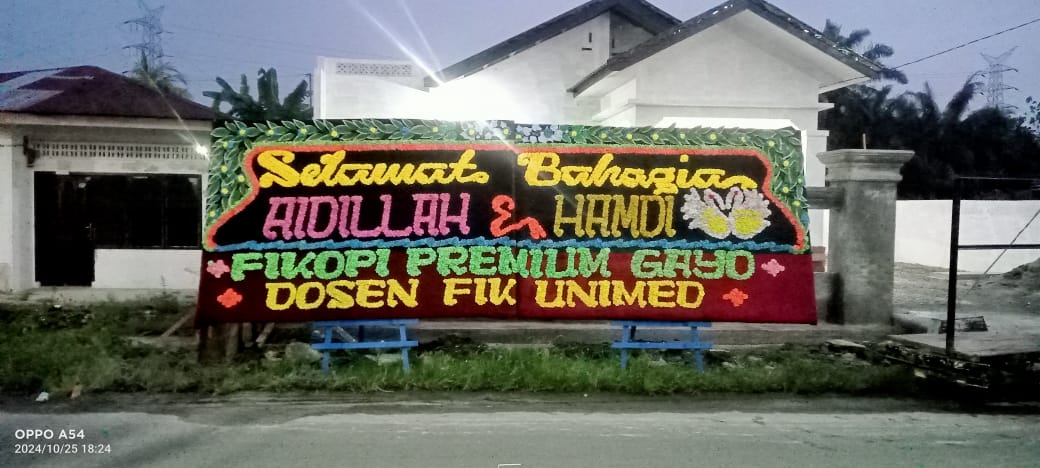 Selamat Bahagia
AIDILLAH & HAMDI
FIKOPI PREMIUM GAYO
DOSEN FIK UNIMED
OPPO A54
2024/10/25 18:24